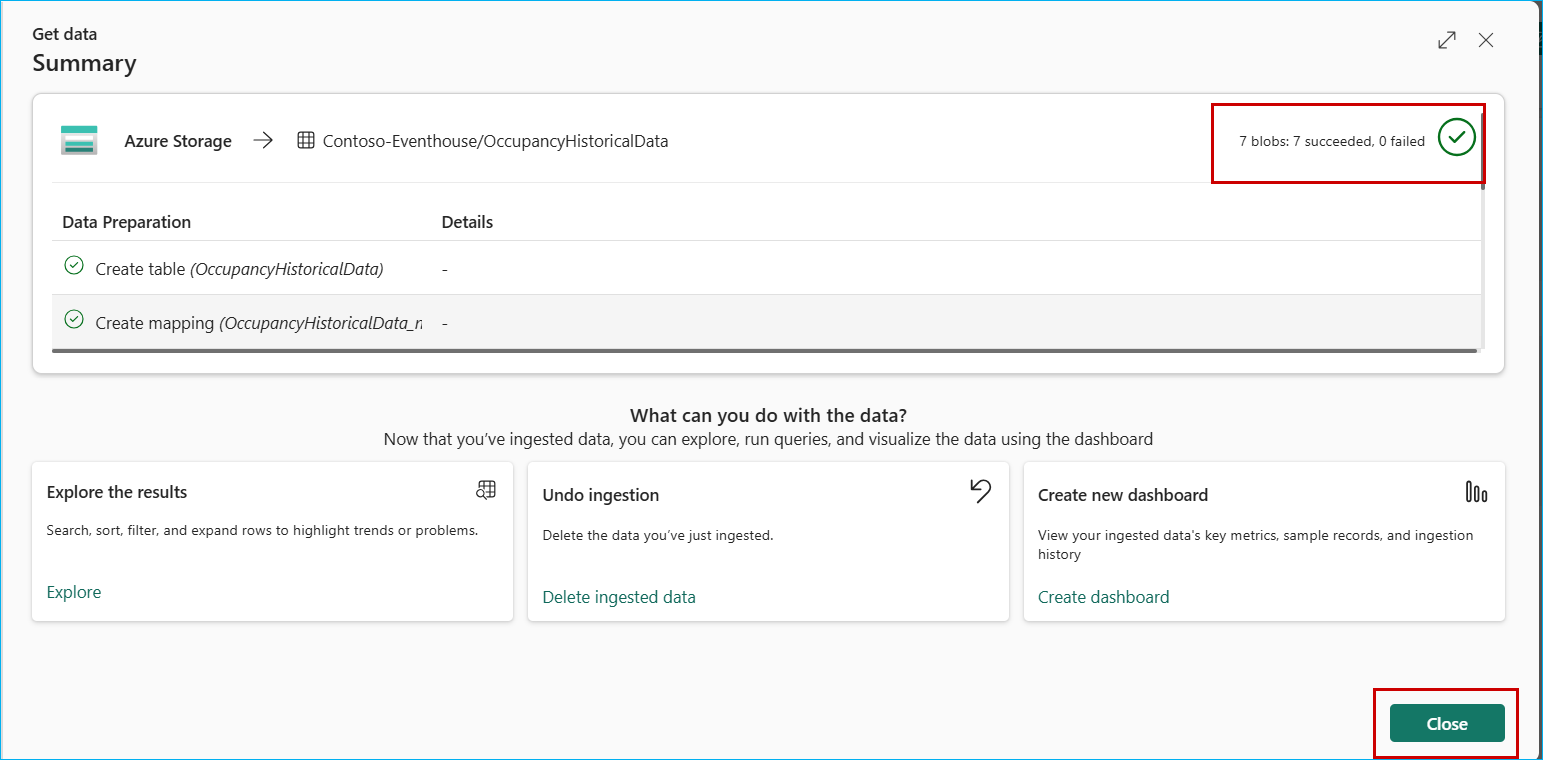 Get data
Summary
Azure Storage
Contoso-Eventhouse/OccupancyHistoricalData
7 blobs: 7 succeeded, 0 failed
Data Preparation
Details
Create table (OccupancyHistoricalData)
-
Create mapping (OccupancyHistoricalData_
-
What can you do with the data?
Now that you've ingested data, you can explore, run queries, and visualize the data using the dashboard
Explore the results
Search, sort, filter, and expand rows to highlight trends or problems.
Explore
Undo ingestion
Delete the data you've just ingested.
Delete ingested data
Create new dashboard
View your ingested data's key metrics, sample records, and ingestion
history
Create dashboard
Close